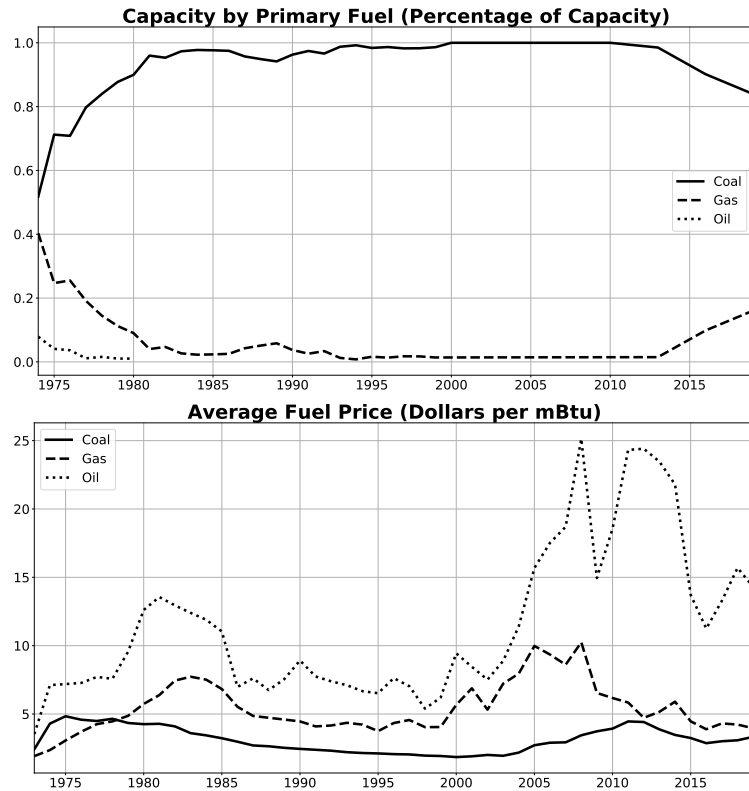 Capacity by Primary Fuel (Percentage of Capacity)
1.0
0.8
0.6
0.4
0.2
0.0
Coal
Gas
Oil
1975 1980 1985 1990 1995 2000 2005 2010 2015
Average Fuel Price (Dollars per mBtu)
25
20
15
10
5
Coal
Gas
Oil
1975 1980 1985 1990 1995 2000 2005 2010 2015